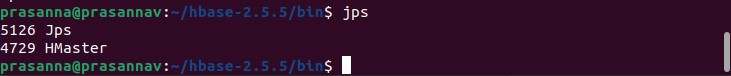 prasanna@prasannav:~/hbase-2.5.5/bin$ jps
5126 Jps
4729 HMaster
prasanna@prasannav:~/hbase-2.5.5/bin$